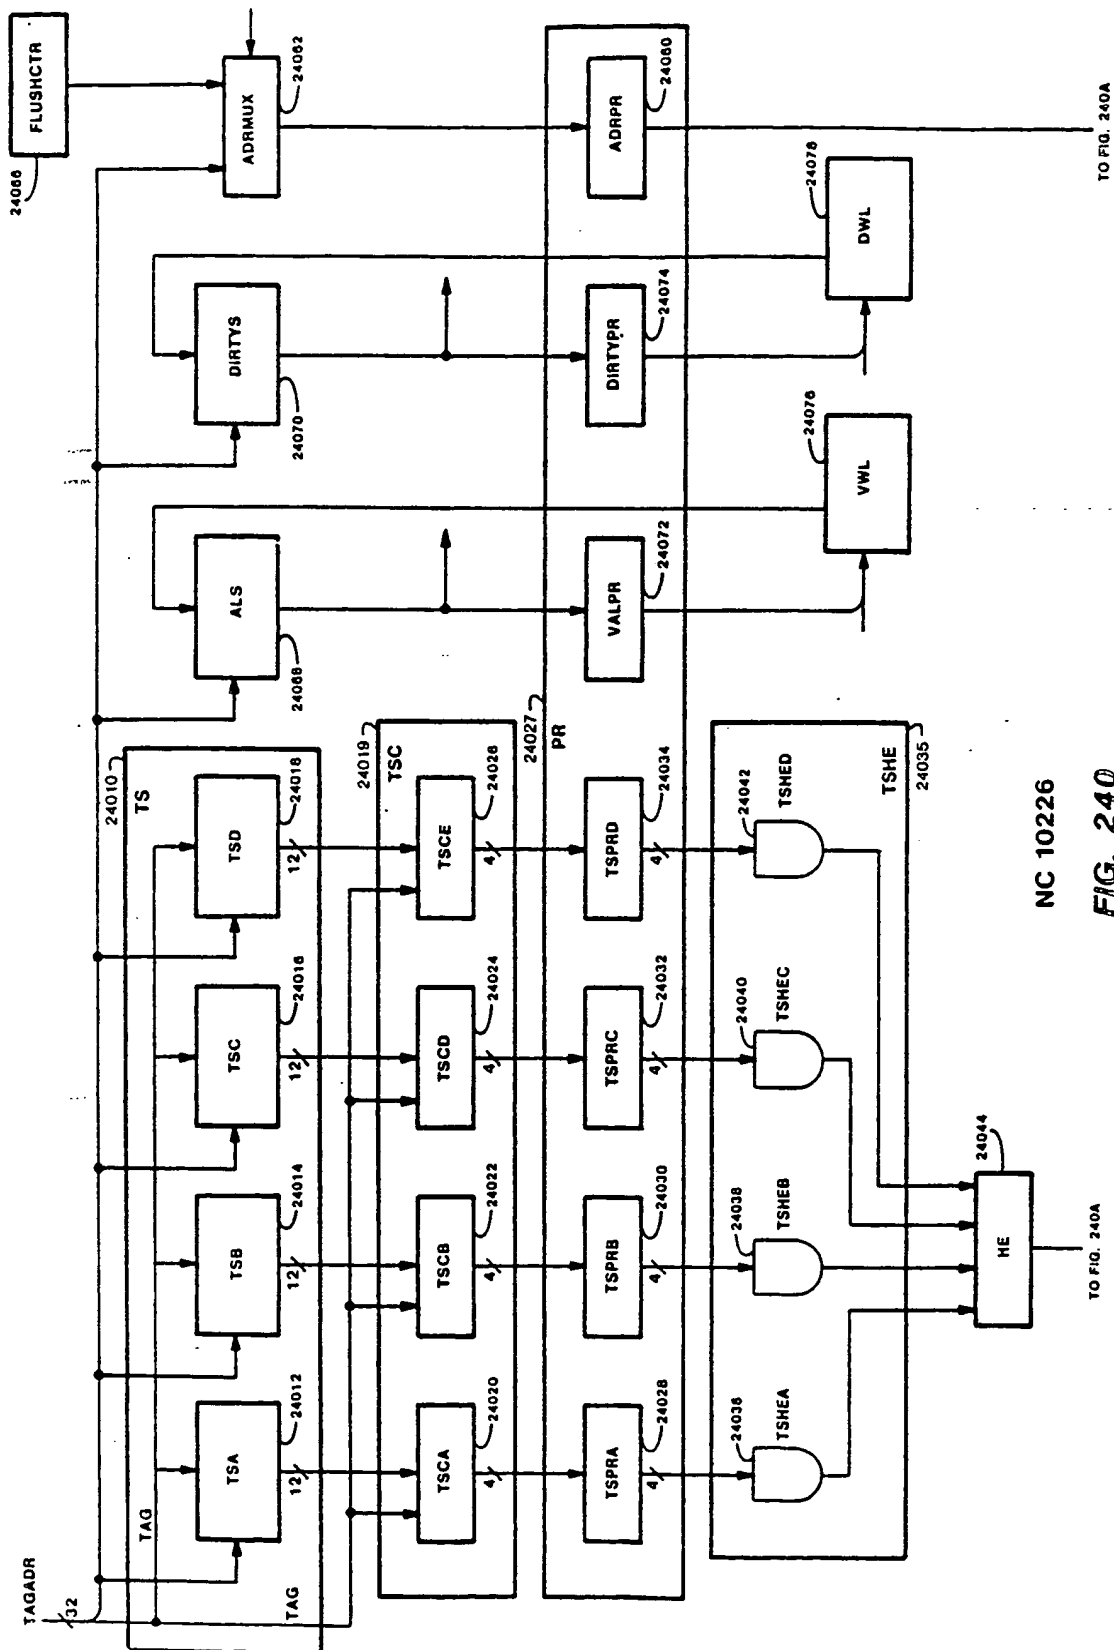 TAGADR
32
FLUSHCTR
24066
24010
TS
TAG
TSA
24012
12
TSB
24014
12
TSC
24016
12
TSD
24018
12
ALS
24068
DIRTYS
24070
ADRMUX
24062
TAG
24019
TSC
TSCA
24020
4
TSCB
24022
4
TSCD
24024
4
TSCE
24026
4
24027
PR
TSPRA
24028
4
TSPRB
24030
4
TSPRC
24032
4
TSPRD
24034
4
VALPR
24072
DIRTYPR
24074
ADRPR
24060
24036
TSHEA
24038
TSHEB
24040
TSHEC
24042
TSHED
TSHE
24035
VWL
24076
DWL
24078
HE
24044
TO FIG. 240A
TO FIG. 240A
NC 10226
FIG. 240